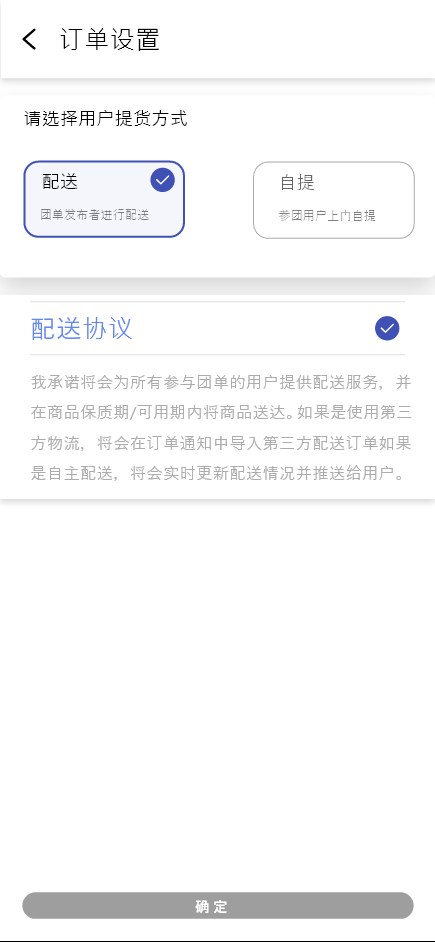 订单设置
请选择用户提货方式
配送
团单发布者进行配送
自提
参团用户上门自提
配送协议
我承诺将会为所有参与团单的用户提供配送服务，并
在商品保质期/可用期内将商品送达。如果是使用第三
方物流，将会在订单通知中导入第三方配送订单如果
是自主配送，将会实时更新配送情况并推送给用户。
确定